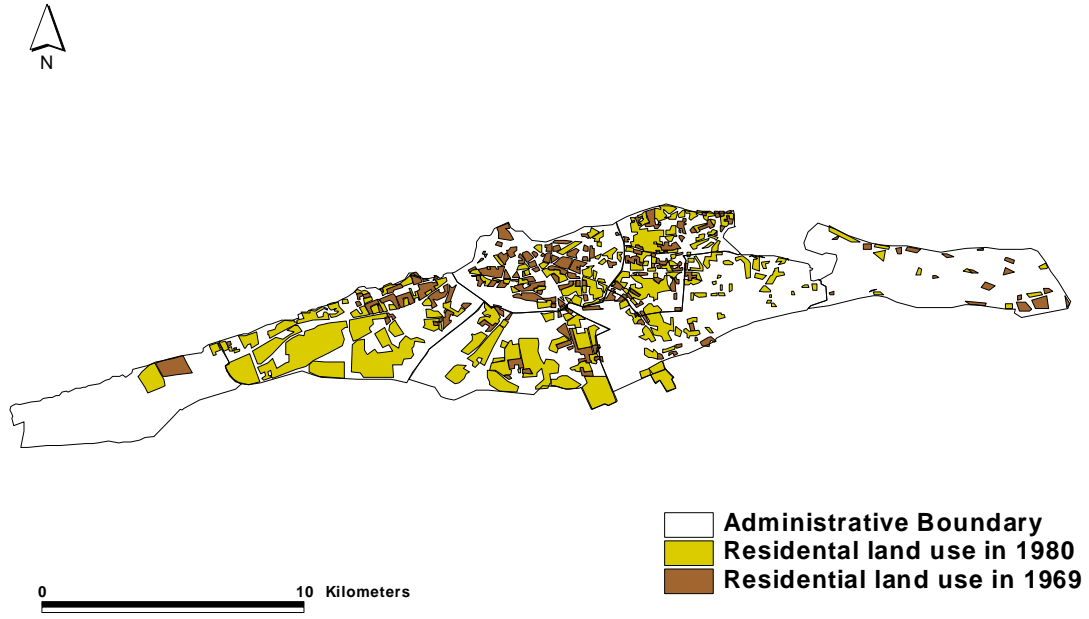 N
Administrative Boundary
Residental land use in 1980
Residential land use in 1969
0 10 Kilometers